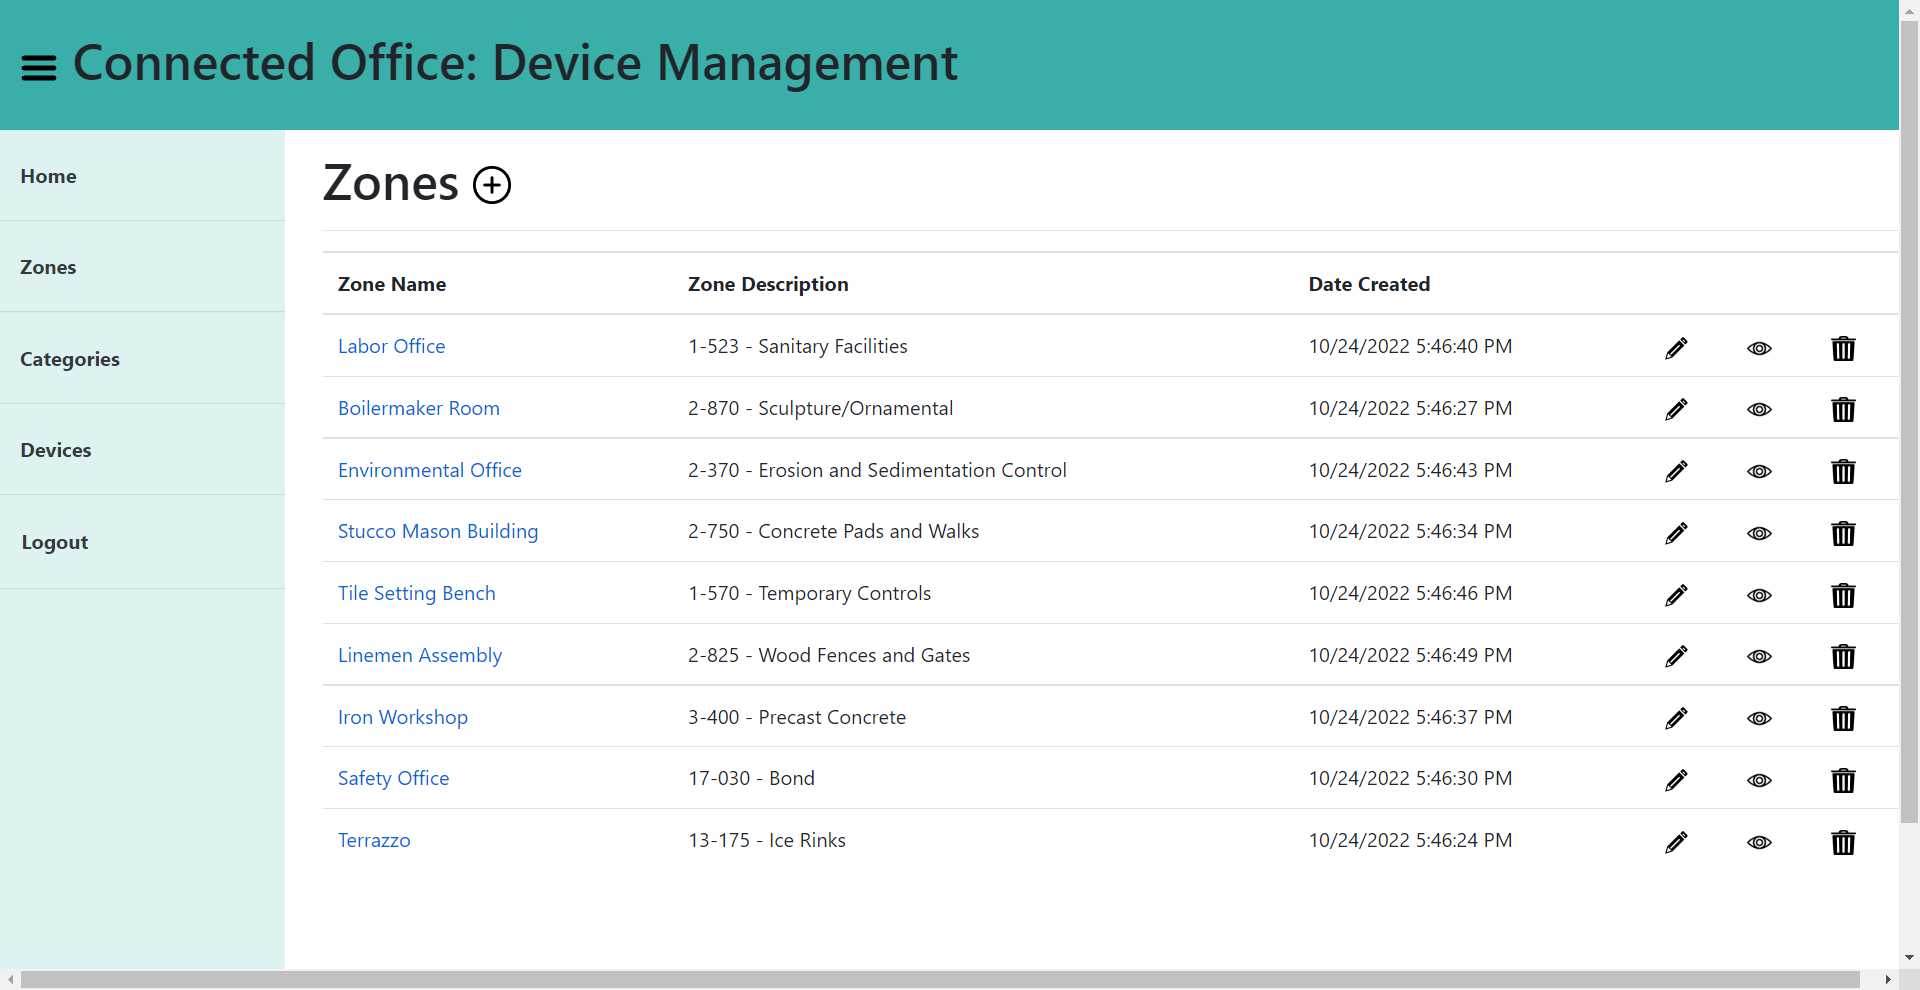 Connected Office: Device Management
Home
Zones
Categories
Devices
Logout
Zones
Zone Name Zone Description Date Created
Labor Office 1-523 - Sanitary Facilities 10/24/2022 5:46:40 PM
Boilermaker Room 2-870 - Sculpture/Ornamental 10/24/2022 5:46:27 PM
Environmental Office 2-370 - Erosion and Sedimentation Control 10/24/2022 5:46:43 PM
Stucco Mason Building 2-750 - Concrete Pads and Walks 10/24/2022 5:46:34 PM
Tile Setting Bench 1-570 - Temporary Controls 10/24/2022 5:46:46 PM
Linemen Assembly 2-825 - Wood Fences and Gates 10/24/2022 5:46:49 PM
Iron Workshop 3-400 - Precast Concrete 10/24/2022 5:46:37 PM
Safety Office 17-030 - Bond 10/24/2022 5:46:30 PM
Terrazzo 13-175 - Ice Rinks 10/24/2022 5:46:24 PM